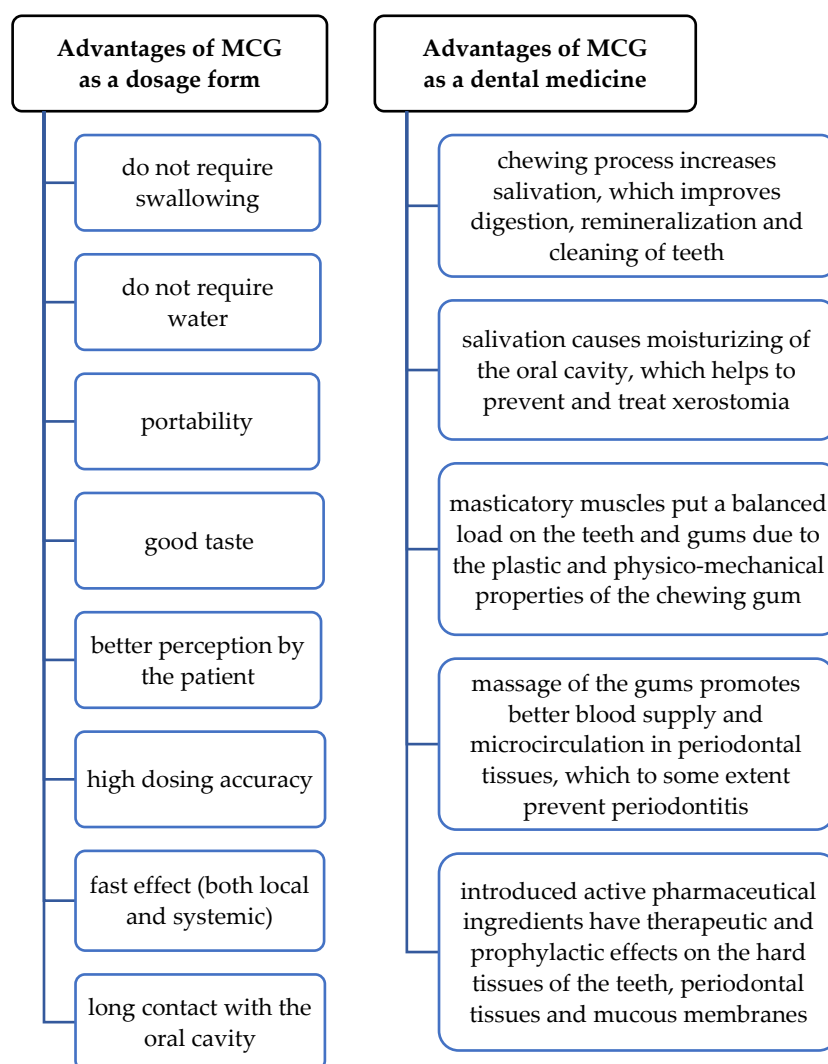 Advantages of MCG
as a dosage form
do not require
swallowing
do not require
water
portability
good taste
better perception by
the patient
high dosing accuracy
fast effect (both local
and systemic)
long contact with the
oral cavity
Advantages of MCG
as a dental medicine
chewing process increases
salivation, which improves
digestion, remineralization and
cleaning of teeth
salivation causes moisturizing of
the oral cavity, which helps to
prevent and treat xerostomia
masticatory muscles put a balanced
load on the teeth and gums due to
the plastic and physico-mechanical
properties of the chewing gum
massage of the gums promotes
better blood supply and
microcirculation in periodontal
tissues, which to some extent
prevent periodontitis
introduced active pharmaceutical
ingredients have therapeutic and
prophylactic effects on the hard
tissues of the teeth, periodontal
tissues and mucous membranes